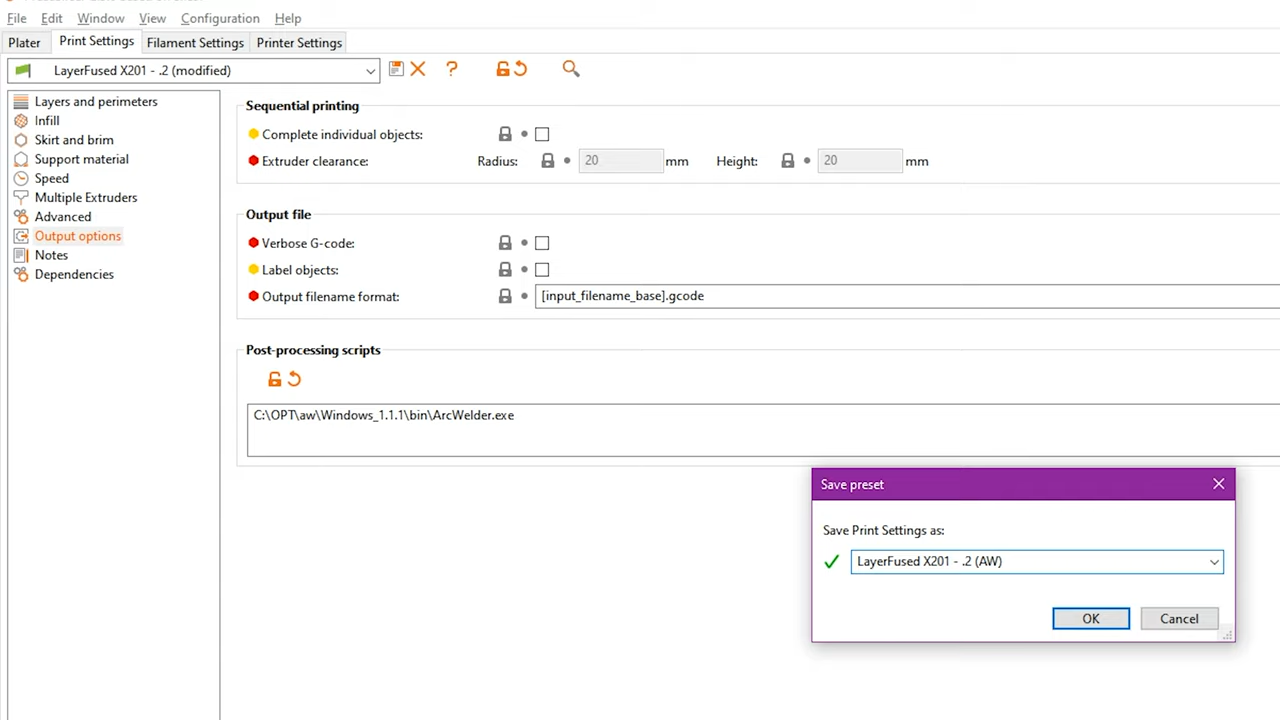 File Edit Window View Configuration Help
Plater Print Settings Filament Settings Printer Settings
LayerFused X201 - .2 (modified)
?
Layers and perimeters
Infill
Skirt and brim
Support material
Speed
Multiple Extruders
Advanced
Output options
Notes
Dependencies
Sequential printing
Complete individual objects:
Extruder clearance: Radius: 20 mm Height: 20 mm
Output file
Verbose G-code:
Label objects:
Output filename format: [input_filename_base].gcode
Post-processing scripts
C:\OPT\aw\Windows_1.1.1\bin\ArcWelder.exe
Save preset
Save Print Settings as:
LayerFused X201 - .2 (AW)
OK Cancel